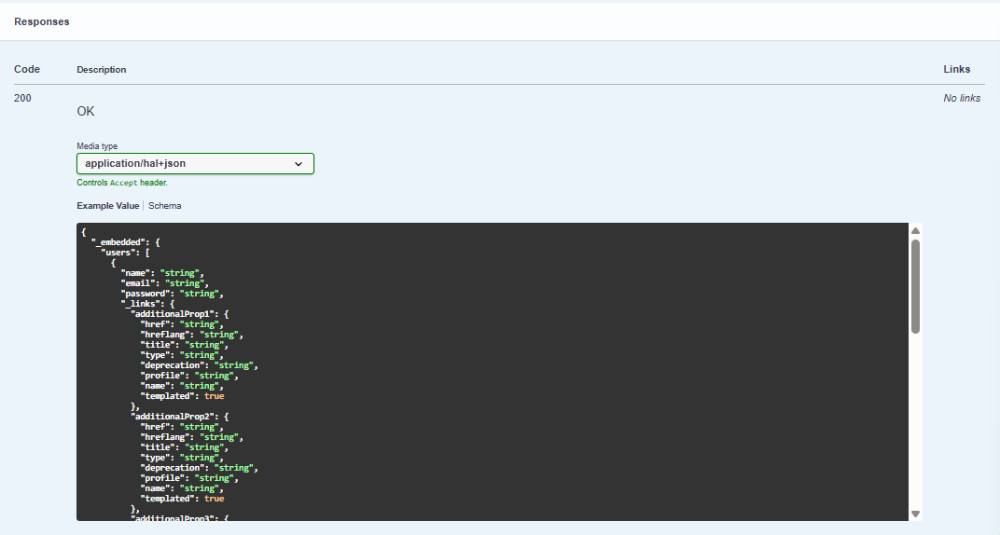 Responses
Code Description Links
200 OK No links
Media type
application/hal+json
Controls Accept header.
Example Value Schema
{
  "_embedded": {
    "users": [
      {
        "name": "string",
        "email": "string",
        "password": "string",
        "_links": {
          "additionalProp1": {
            "href": "string",
            "hreflang": "string",
            "title": "string",
            "type": "string",
            "deprecation": "string",
            "profile": "string",
            "name": "string",
            "templated": true
          },
          "additionalProp2": {
            "href": "string",
            "hreflang": "string",
            "title": "string",
            "type": "string",
            "deprecation": "string",
            "profile": "string",
            "name": "string",
            "templated": true
          },
          "additionalProp3": {